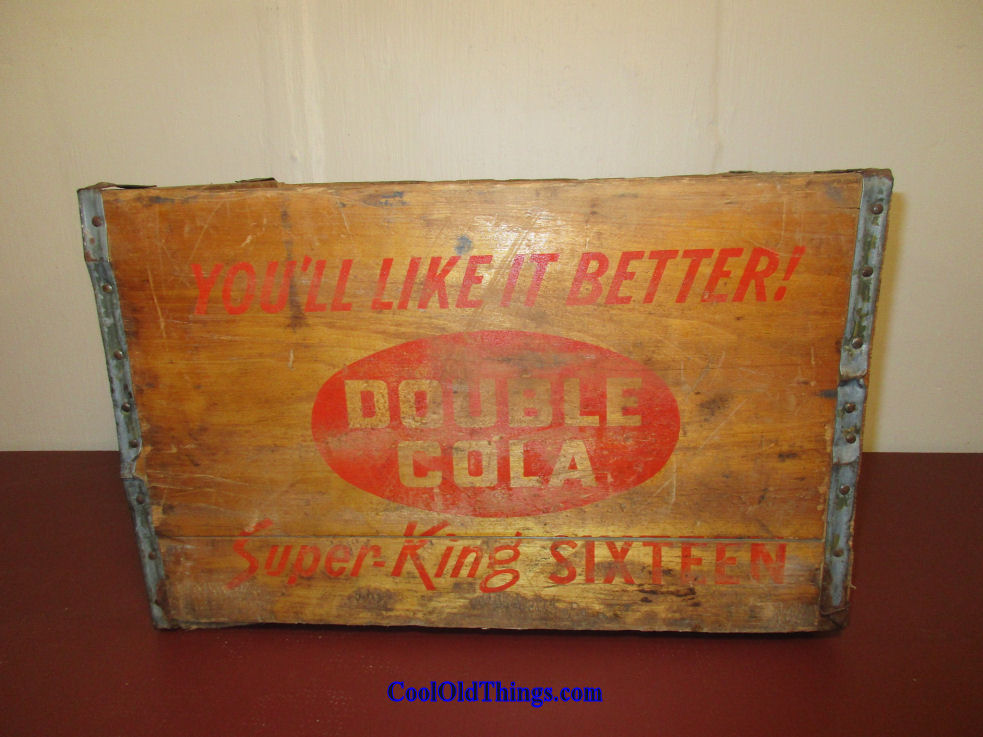 YOU'LL LIKE IT BETTER!
DOUBLE
COLA
Super-King SIXTEEN
CoolOldThings.com